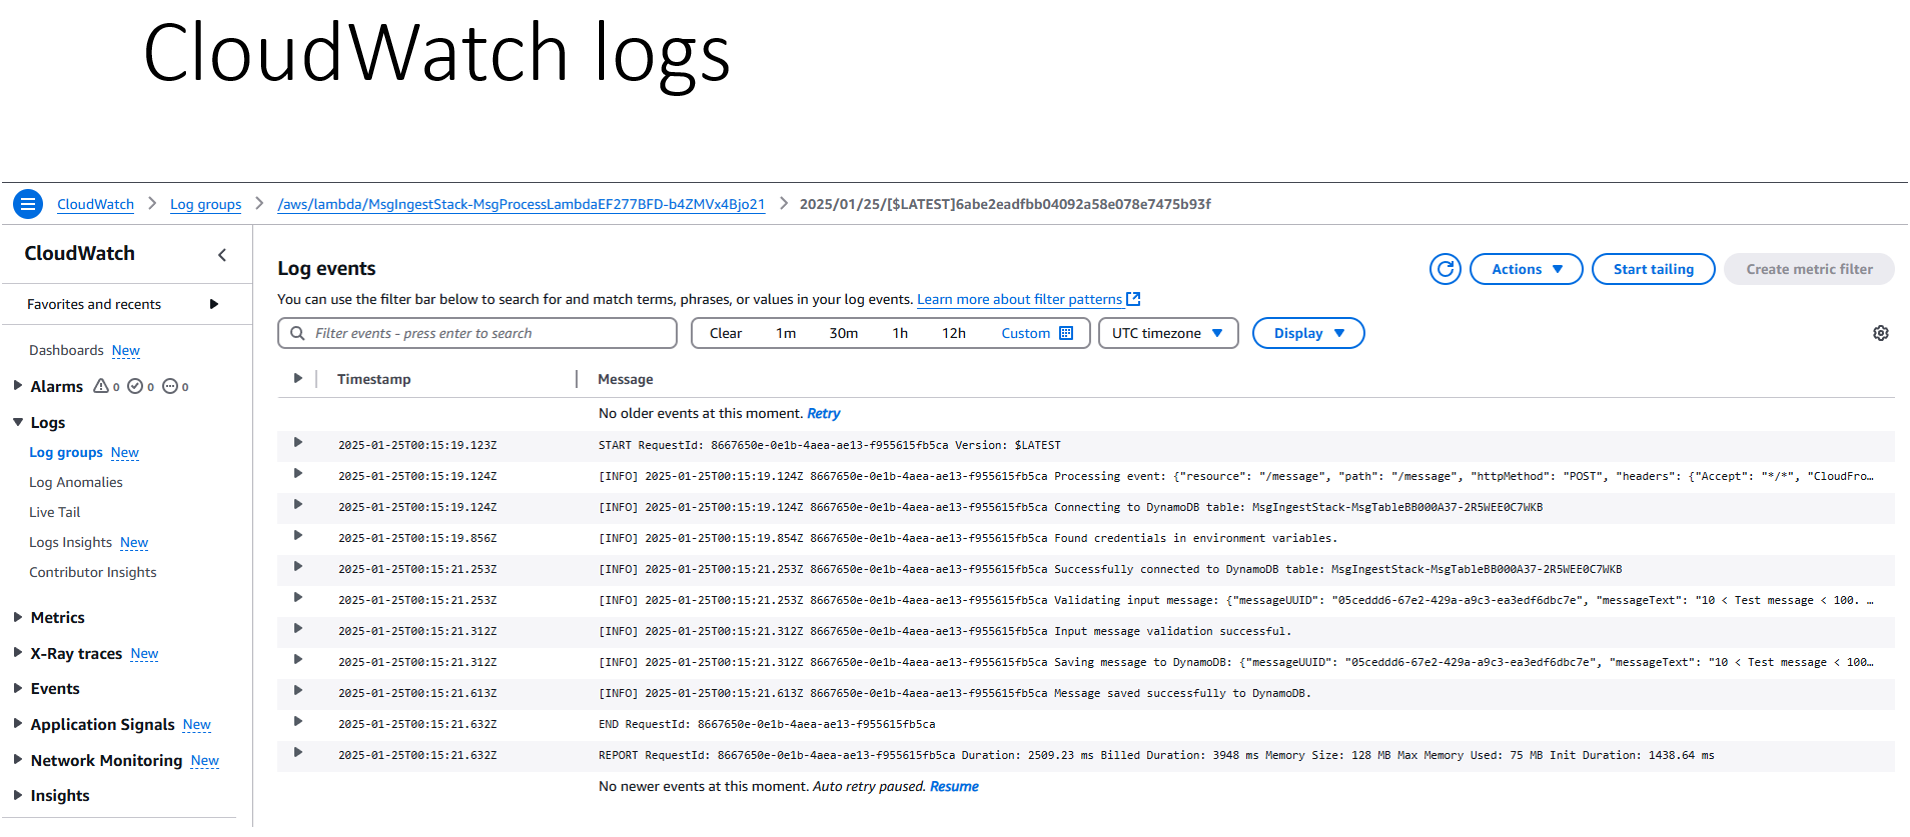 CloudWatch logs
CloudWatch > Log groups > /aws/lambda/MsgIngestStack-MsgProcessLambdaEF277BFD-b4ZMVx4Bjo21 > 2025/01/25/[$LATEST]6abe2eadfbb04092a58e078e7475b93f
CloudWatch
Favorites and recents
Dashboards New
Alarms 0 0 0
Logs
Log groups New
Log Anomalies
Live Tail
Logs Insights New
Contributor Insights
Metrics
X-Ray traces New
Events
Application Signals New
Network Monitoring New
Insights
Log events
Actions
Start tailing
Create metric filter
You can use the filter bar below to search for and match terms, phrases, or values in your log events. Learn more about filter patterns
Filter events - press enter to search
Clear 1m 30m 1h 12h Custom
UTC timezone
Display
Timestamp Message
No older events at this moment. Retry
2025-01-25T00:15:19.123Z START RequestId: 8667650e-0e1b-4aea-ae13-f955615fb5ca Version: $LATEST
2025-01-25T00:15:19.124Z [INFO] 2025-01-25T00:15:19.124Z 8667650e-0e1b-4aea-ae13-f955615fb5ca Processing event: {"resource": "/message", "path": "/message", "httpMethod": "POST", "headers": {"Accept": "*/*", "CloudFro…
2025-01-25T00:15:19.124Z [INFO] 2025-01-25T00:15:19.124Z 8667650e-0e1b-4aea-ae13-f955615fb5ca Connecting to DynamoDB table: MsgIngestStack-MsgTableBB000A37-2R5WEE0C7WKB
2025-01-25T00:15:19.856Z [INFO] 2025-01-25T00:15:19.854Z 8667650e-0e1b-4aea-ae13-f955615fb5ca Found credentials in environment variables.
2025-01-25T00:15:21.253Z [INFO] 2025-01-25T00:15:21.253Z 8667650e-0e1b-4aea-ae13-f955615fb5ca Successfully connected to DynamoDB table: MsgIngestStack-MsgTableBB000A37-2R5WEE0C7WKB
2025-01-25T00:15:21.253Z [INFO] 2025-01-25T00:15:21.253Z 8667650e-0e1b-4aea-ae13-f955615fb5ca Validating input message: {"messageUUID": "05ceddd6-67e2-429a-a9c3-ea3edf6dbc7e", "messageText": "10 < Test message < 100. …
2025-01-25T00:15:21.312Z [INFO] 2025-01-25T00:15:21.312Z 8667650e-0e1b-4aea-ae13-f955615fb5ca Input message validation successful.
2025-01-25T00:15:21.312Z [INFO] 2025-01-25T00:15:21.312Z 8667650e-0e1b-4aea-ae13-f955615fb5ca Saving message to DynamoDB: {"messageUUID": "05ceddd6-67e2-429a-a9c3-ea3edf6dbc7e", "messageText": "10 < Test message < 100…
2025-01-25T00:15:21.613Z [INFO] 2025-01-25T00:15:21.613Z 8667650e-0e1b-4aea-ae13-f955615fb5ca Message saved successfully to DynamoDB.
2025-01-25T00:15:21.632Z END RequestId: 8667650e-0e1b-4aea-ae13-f955615fb5ca
2025-01-25T00:15:21.632Z REPORT RequestId: 8667650e-0e1b-4aea-ae13-f955615fb5ca Duration: 2509.23 ms Billed Duration: 3948 ms Memory Size: 128 MB Max Memory Used: 75 MB Init Duration: 1438.64 ms
No newer events at this moment. Auto retry paused. Resume